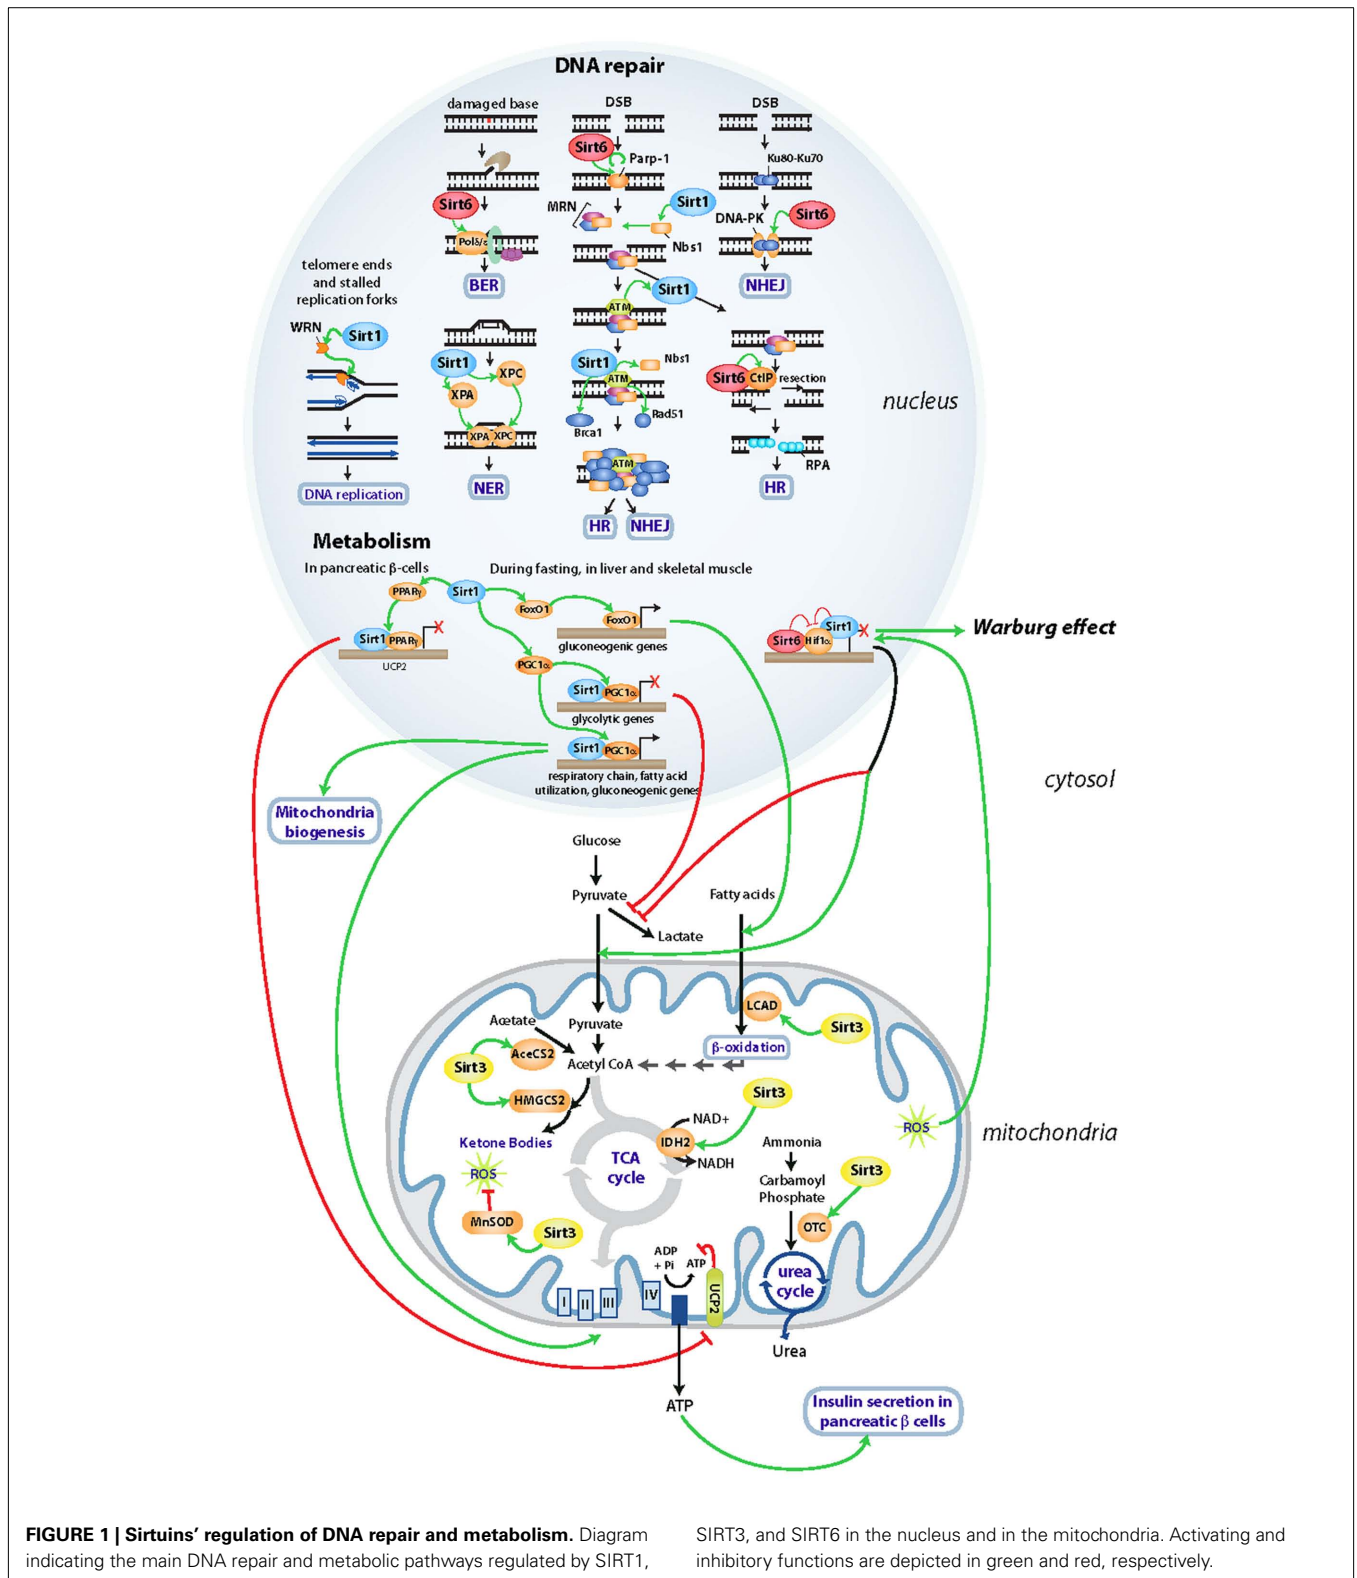 DNA repair
damaged base
DSB
DSB
Sirt6
Parp-1
Ku80-Ku70
Sirt6
MRN
Sirt1
DNA-PK
Sirt6
Polδ/ε
Nbs1
BER
NHEJ
telomere ends
and stalled
replication forks
Sirt1
ATM
WRN
Sirt1
Sirt1
XPC
XPA
Sirt1
Nbs1
ATM
Sirt6
CtIP
resection
nucleus
Brca1
Rad51
XPA
XPC
ATM
RPA
DNA replication
NER
HR
HR
NHEJ
Metabolism
In pancreatic β-cells
During fasting, in liver and skeletal muscle
PPARγ
Sirt1
FoxO1
FoxO1
gluconeogenic genes
Sirt1
PPARγ
X
UCP2
Sirt6
Hif1α
Sirt1
X
Warburg effect
PGC1α
Sirt1
PGC1α
X
glycolytic genes
Sirt1
PGC1α
respiratory chain, fatty acid
utilization, gluconeogenic genes
cytosol
Mitochondria
biogenesis
Glucose
Pyruvate
Fatty acids
Lactate
LCAD
Sirt3
Acetate
Pyruvate
β-oxidation
AceCS2
Acetyl CoA
Sirt3
HMGCS2
Sirt3
NAD+
IDH2
NADH
Ketone Bodies
TCA
cycle
ROS
mitochondria
Ammonia
Carbamoyl
Phosphate
Sirt3
OTC
ROS
MnSOD
Sirt3
ADP
+ Pi
ATP
UCP2
urea
cycle
I
II
III
IV
Urea
ATP
Insulin secretion in
pancreatic β cells
FIGURE 1 | Sirtuins’ regulation of DNA repair and metabolism. Diagram
indicating the main DNA repair and metabolic pathways regulated by SIRT1,
SIRT3, and SIRT6 in the nucleus and in the mitochondria. Activating and
inhibitory functions are depicted in green and red, respectively.